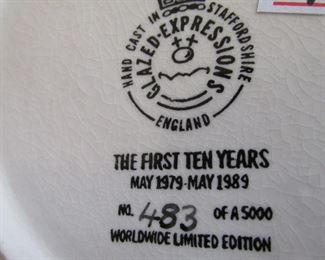 HAND CAST IN STAFFORDSHIRE
GLAZED-EXPRESSIONS
ENGLAND
THE FIRST TEN YEARS
MAY 1979-MAY 1989
NO. 483 OF A 5000
WORLDWIDE LIMITED EDITION